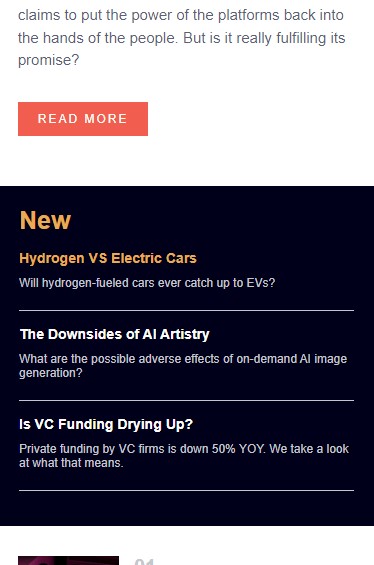 claims to put the power of the platforms back into
the hands of the people. But is it really fulfilling its
promise?
READ MORE
New
Hydrogen VS Electric Cars
Will hydrogen-fueled cars ever catch up to EVs?
The Downsides of AI Artistry
What are the possible adverse effects of on-demand AI image
generation?
Is VC Funding Drying Up?
Private funding by VC firms is down 50% YOY. We take a look
at what that means.
01